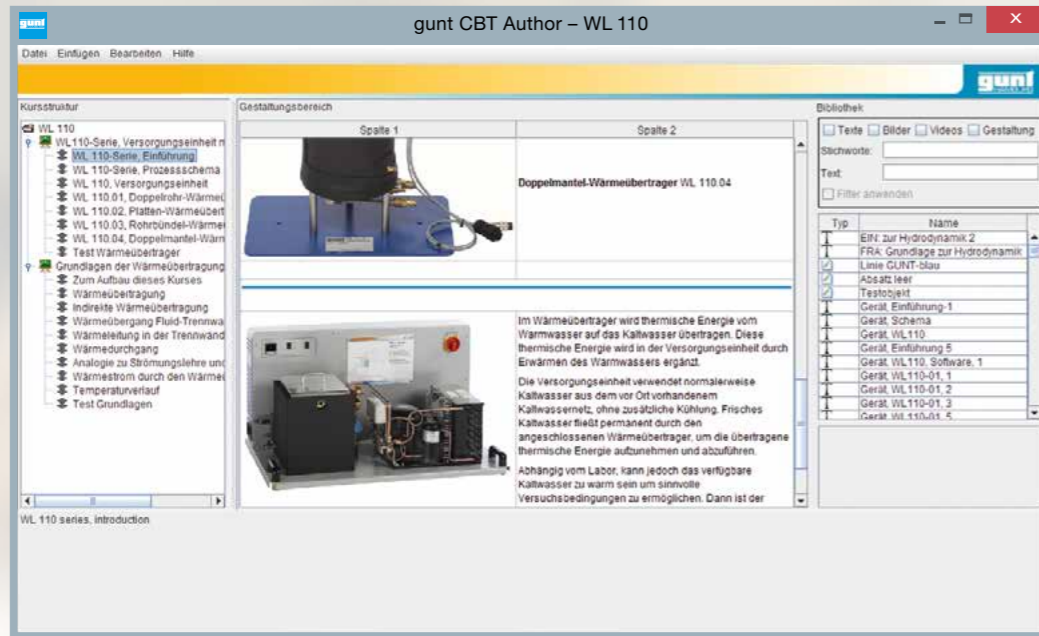 gunt
gunt CBT Author – WL 110
Datei Einfügen Bearbeiten Hilfe
gunt
Kursstruktur
WL 110
WL110-Serie, Versorgungseinheit m
WL 110-Serie, Einführung
WL 110-Serie, Prozessschema
WL 110, Versorgungseinheit
WL 110.01, Doppelrohr-Wärmeü
WL 110.02, Platten-Wärmeübert
WL 110.03, Rohrbündel-Wärme
WL 110.04, Doppelmantel-Wärm
Test Wärmeübertrager
Grundlagen der Wärmeübertragung
Zum Aufbau dieses Kurses
Wärmeübertragung
Indirekte Wärmeübertragung
Wärmeübergang Fluid-Trennwa
Wärmeleitung in der Trennwand
Wärmedurchgang
Analogie zu Strömungslehre und
Wärmestrom durch den Wärme
Temperaturverlauf
Test Grundlagen
Gestaltungsbereich
Spalte 1 Spalte 2
Doppelmantel-Wärmeübertrager WL 110.04
Im Wärmeübertrager wird thermische Energie vom
Warmwasser auf das Kaltwasser übertragen. Diese
thermische Energie wird in der Versorgungseinheit durch
Erwärmen des Warmwassers ergänzt.
Die Versorgungseinheit verwendet normalerweise
Kaltwasser aus dem vor Ort vorhandenem
Kaltwassernetz, ohne zusätzliche Kühlung. Frisches
Kaltwasser fließt permanent durch den
angeschlossenen Wärmeübertrager, um die übertragene
thermische Energie aufzunehmen und abzuführen.
Abhängig vom Labor, kann jedoch das verfügbare
Kaltwasser zu warm sein um sinnvolle
Versuchsbedingungen zu ermöglichen. Dann ist der
Bibliothek
Texte Bilder Videos Gestaltung
Stichworte:
Text:
Filter anwenden
Typ Name
EIN: zur Hydrodynamik 2
FRA: Grundlage zur Hydrodynamik
Linie GUNT-blau
Absatz leer
Testobjekt
Gerät, Einführung-1
Gerät, Schema
Gerät, WL110
Gerät, Einführung 5
Gerät, WL110, Software, 1
Gerät, WL110-01, 1
Gerät, WL110-01, 2
Gerät, WL110-01, 3
Gerät, WL110-01, 5
WL 110 series, introduction